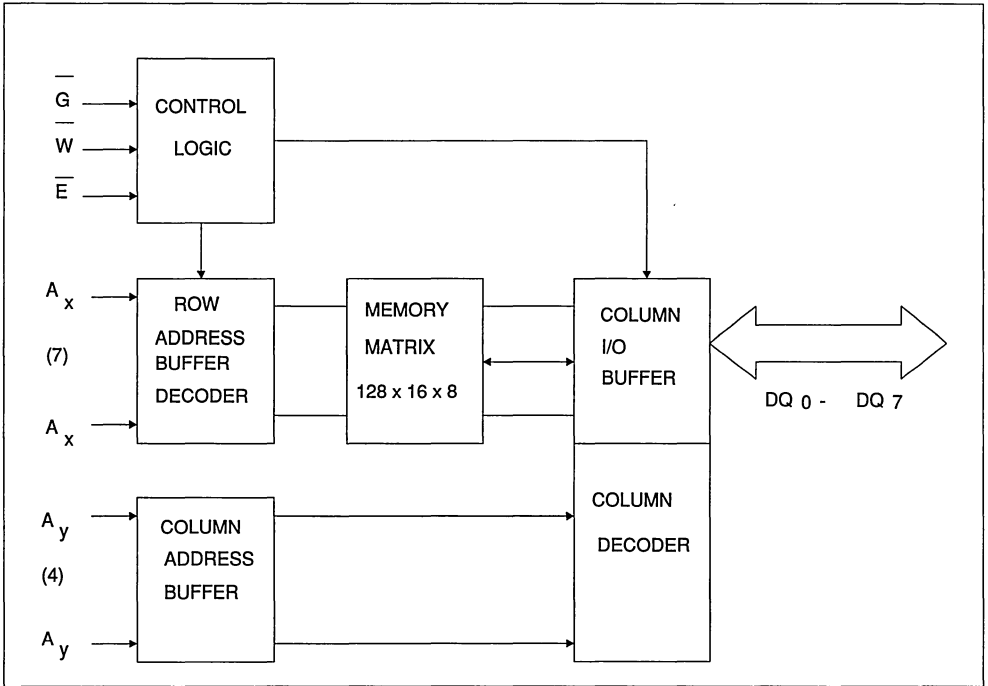 G̅
W̅
E̅
CONTROL
LOGIC
A x
(7)
A x
ROW
ADDRESS
BUFFER
DECODER
MEMORY
MATRIX
128 x 16 x 8
COLUMN
I/O
BUFFER
DQ 0 - DQ 7
A y
(4)
A y
COLUMN
ADDRESS
BUFFER
COLUMN
DECODER